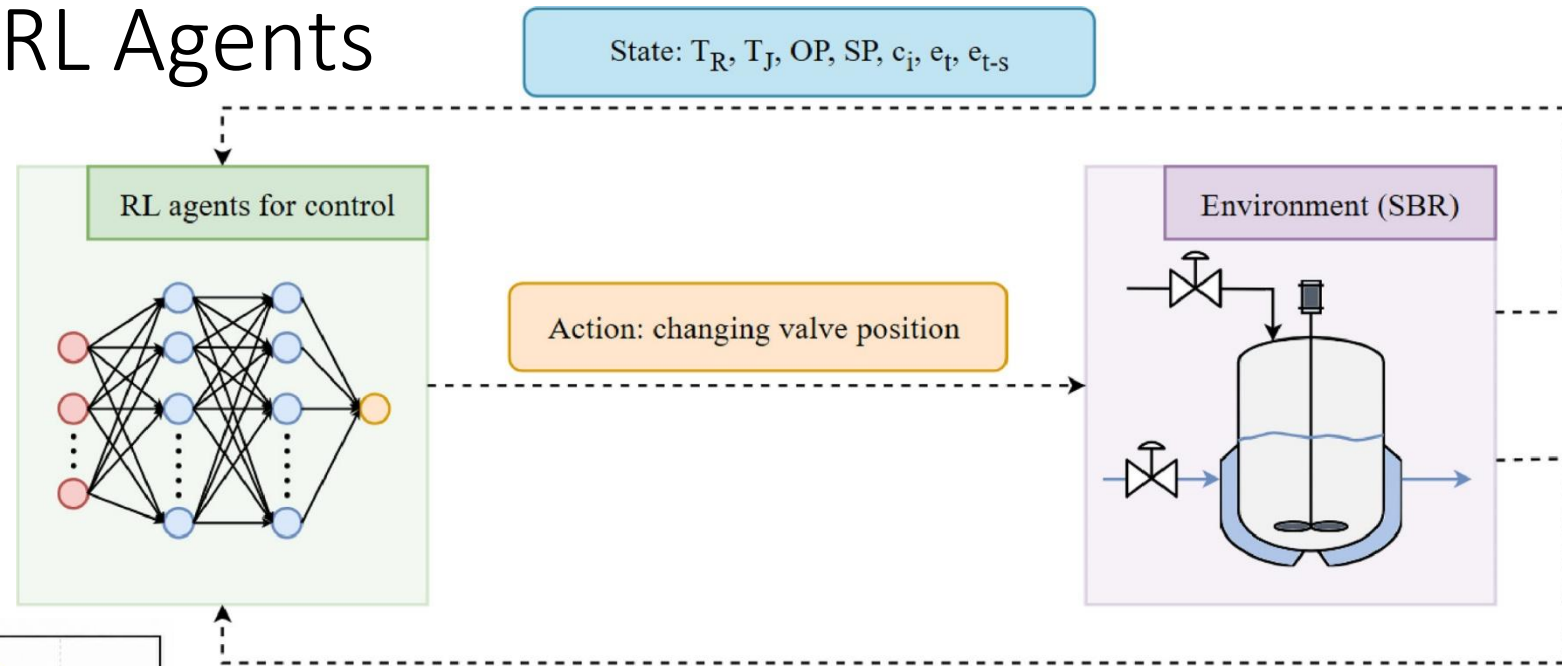 RL Agents
State: T_R, T_J, OP, SP, c_i, e_t, e_t-s
RL agents for control
Environment (SBR)
Action: changing valve position